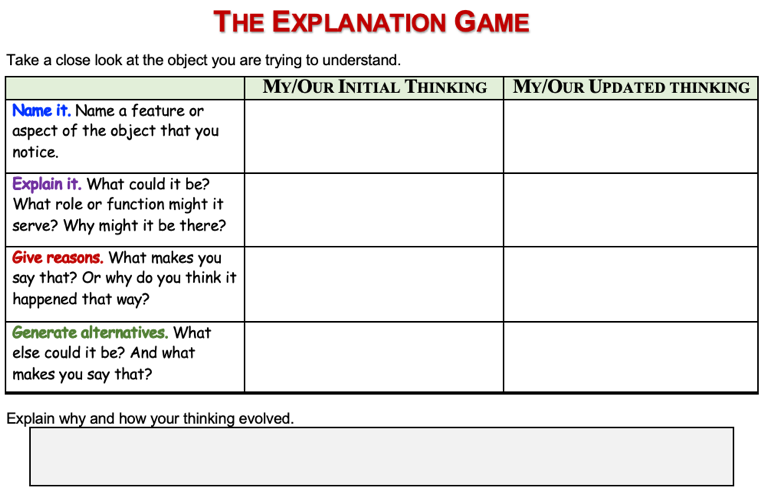 THE EXPLANATION GAME
Take a close look at the object you are trying to understand.
MY/OUR INITIAL THINKING
MY/OUR UPDATED THINKING
Name it. Name a feature or
aspect of the object that you
notice.
Explain it. What could it be?
What role or function might it
serve? Why might it be there?
Give reasons. What makes you
say that? Or why do you think it
happened that way?
Generate alternatives. What
else could it be? And what
makes you say that?
Explain why and how your thinking evolved.